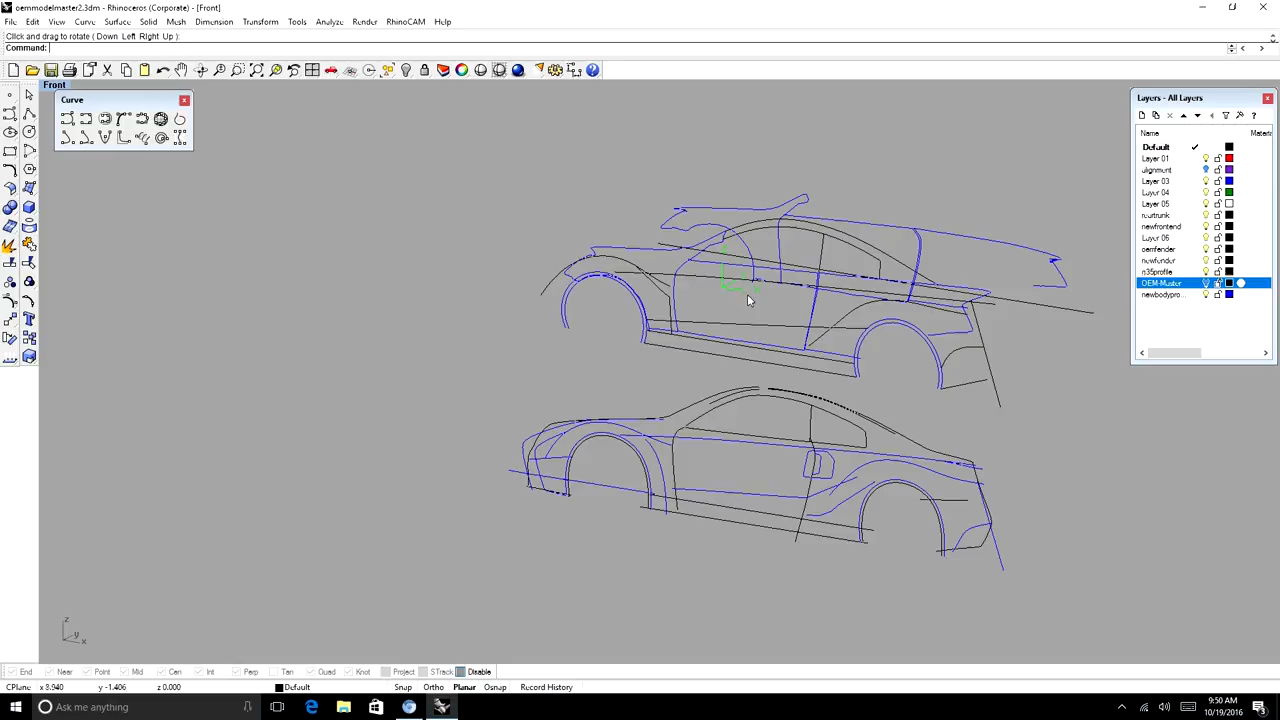 oemmodelmaster2.3dm - Rhinoceros (Corporate) - [Front]
File Edit View Curve Surface Solid Mesh Dimension Transform Tools Analyze Render RhinoCAM Help
Click and drag to rotate ( Down Left Right Up ):
Command:
Front
Curve
Layers - All Layers
Name Materia
Default
Layer 01
alignment
Layer 03
Layer 04
Layer 05
reartrunk
newfrontend
Layer 06
oemfender
newfender
n35profile
OEM-Master
newbodypro...
z
y
x
End Near Point Mid Cen Int Perp Tan Quad Knot Project STrack Disable
CPlane x 8.940 y -1.406 z 0.000 Default Snap Ortho Planar Osnap Record History
Ask me anything
9:50 AM
10/19/2016